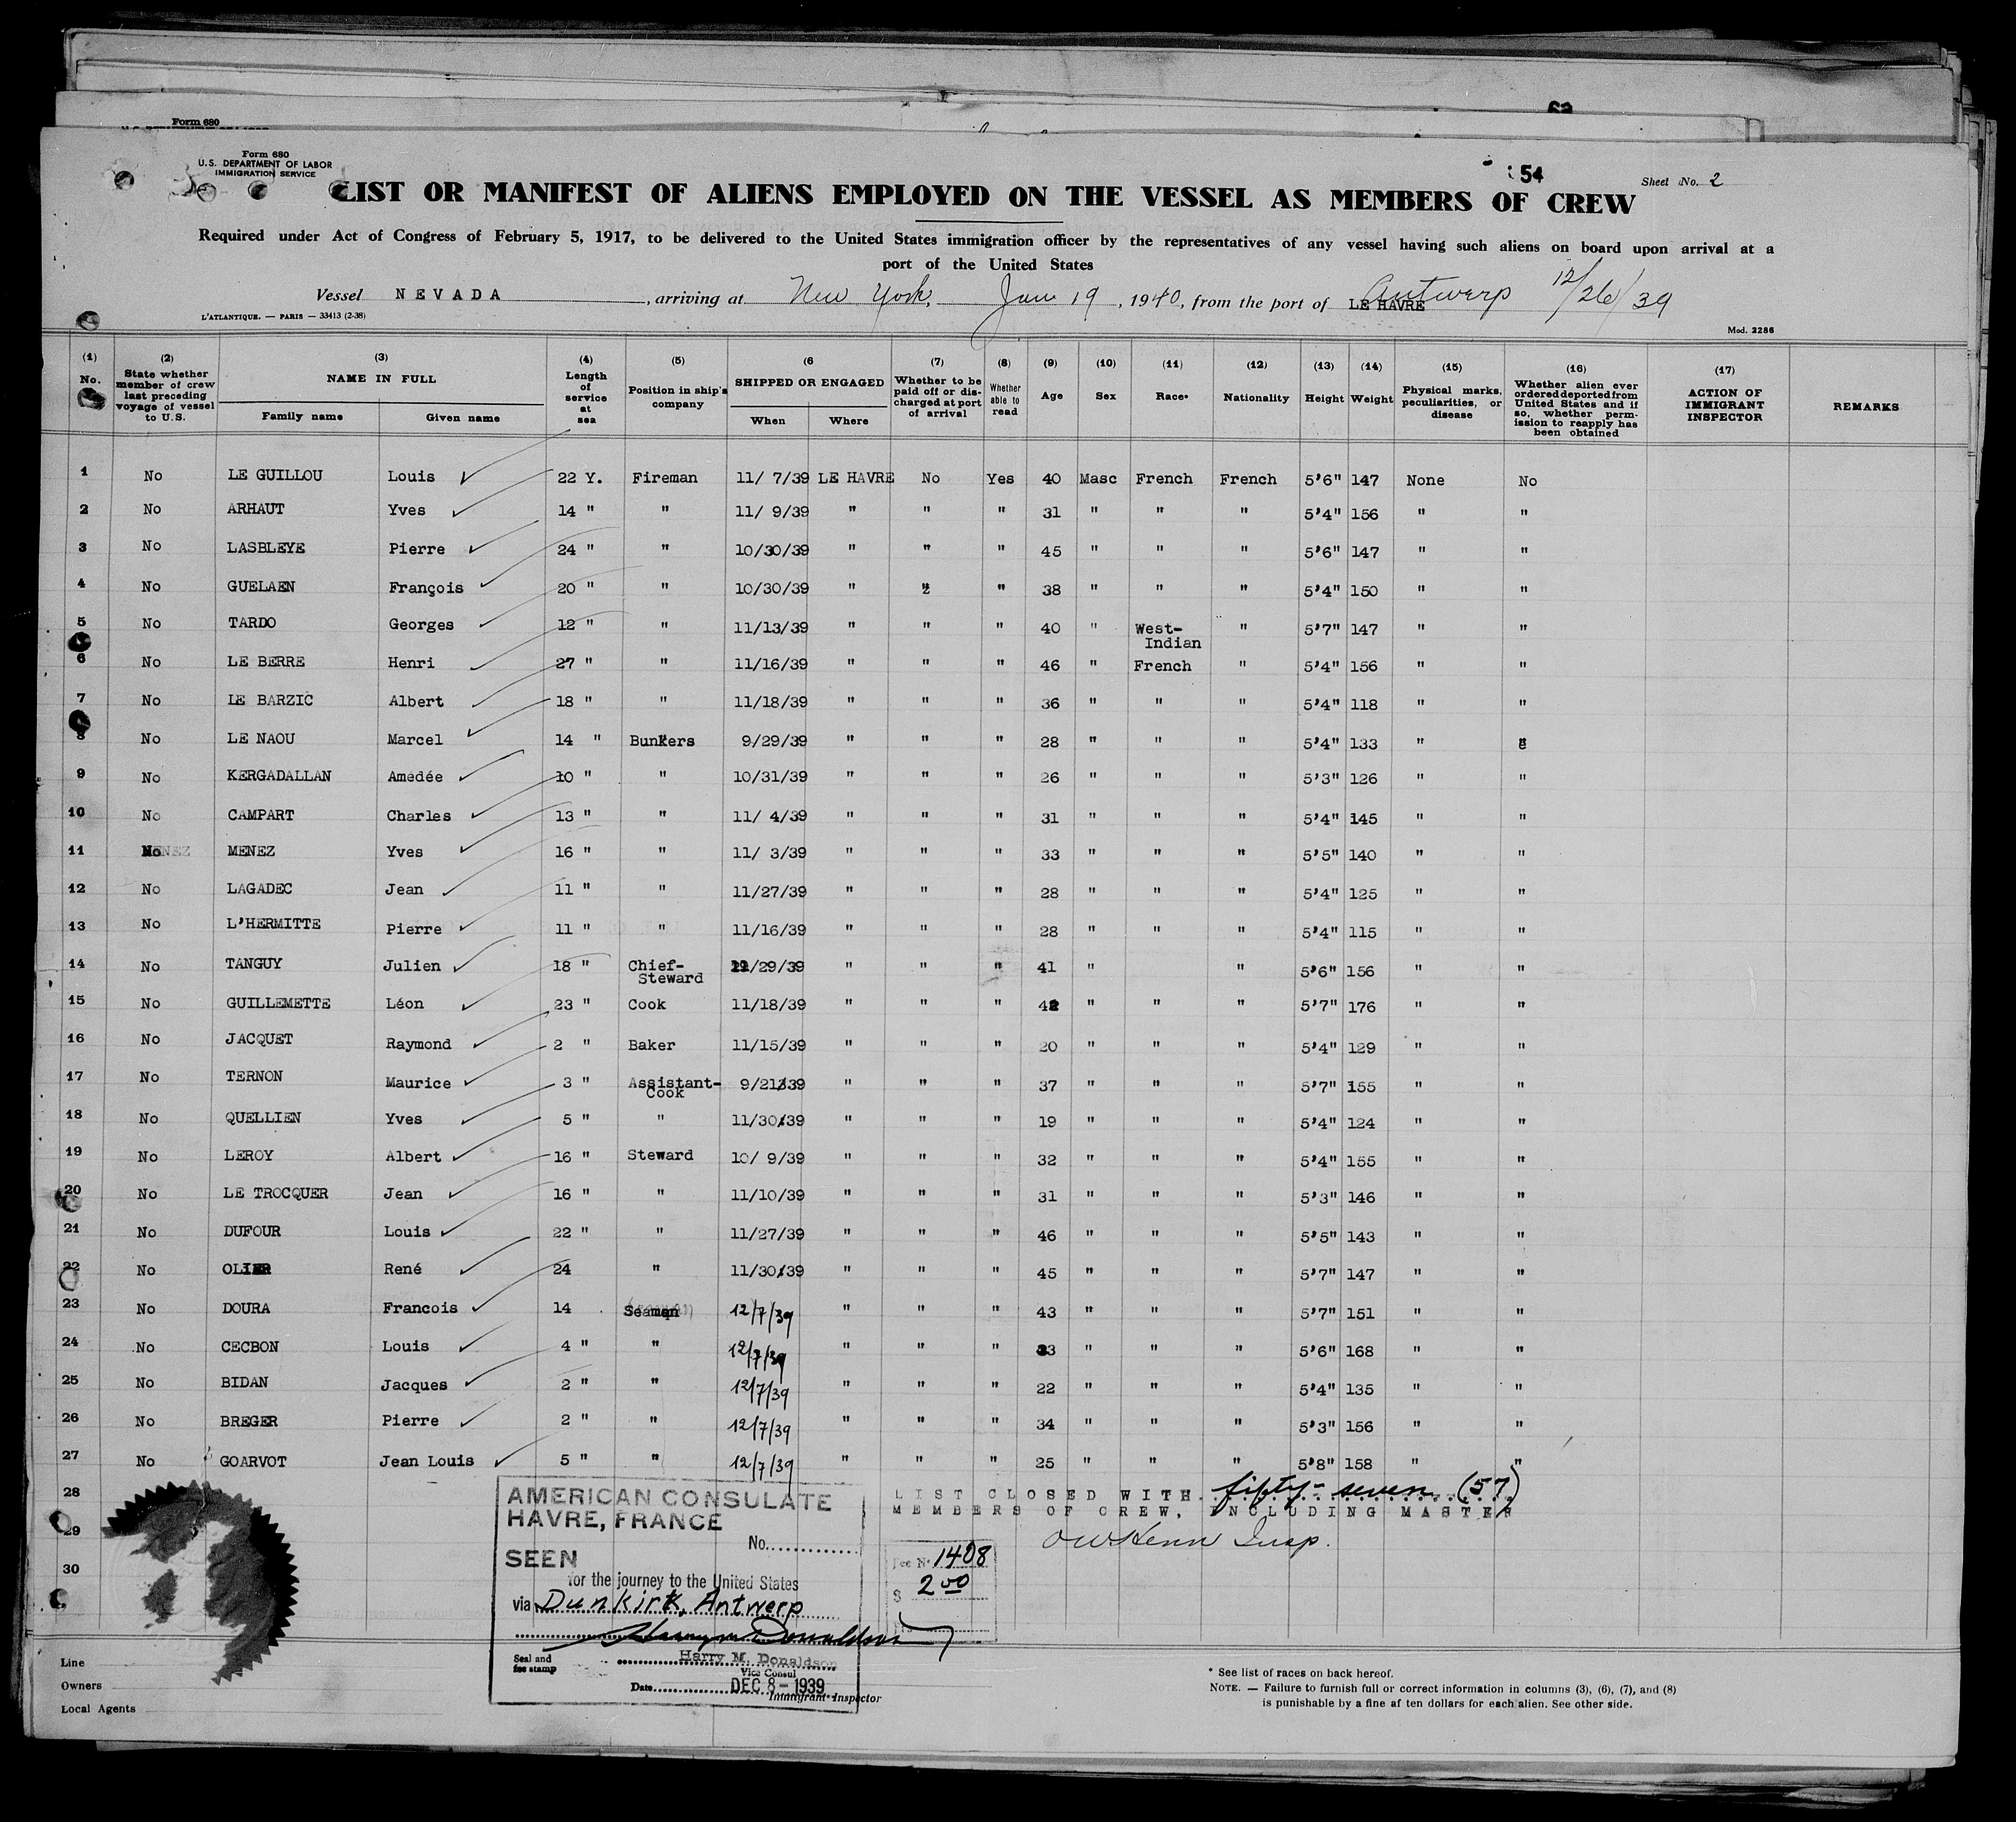 Form 680
62
Form 680
U.S. DEPARTMENT OF LABOR
IMMIGRATION SERVICE
54
Sheet No. 2
LIST OR MANIFEST OF ALIENS EMPLOYED ON THE VESSEL AS MEMBERS OF CREW
Required under Act of Congress of February 5, 1917, to be delivered to the United States immigration officer by the representatives of any vessel having such aliens on board upon arrival at a
port of the United States
Vessel NEVADA, arriving at New York, Jan 19, 1940, from the port of LE HAVRE Antwerp 12/26/39
L'ATLANTIQUE. — PARIS — 33413 (2-38)
Mod. 2286
(1) No. (2) State whether member of crew last preceding voyage of vessel to U.S. (3) NAME IN FULL Family name Given name (4) Length of service at sea (5) Position in ship's company (6 SHIPPED OR ENGAGED When Where (7) Whether to be paid off or discharged at port of arrival (8) Whether able to read (9) Age (10) Sex (11) Race* (12) Nationality (13) Height (14) Weight (15) Physical marks, peculiarities, or disease (16) Whether alien ever ordered deported from United States and if so, whether permission to reapply has been obtained (17) ACTION OF IMMIGRANT INSPECTOR REMARKS
1 No LE GUILLOU Louis 22 Y. Fireman 11/ 7/39 LE HAVRE No Yes 40 Masc French French 5'6" 147 None No
2 No ARHAUT Yves 14 " " 11/ 9/39 " " " 31 " " " 5'4" 156 " "
3 No LASBLEYE Pierre 24 " " 10/30/39 " " " 45 " " " 5'6" 147 " "
4 No GUELAEN François 20 " " 10/30/39 " " " 38 " " " 5'4" 150 " "
5 No TARDO Georges 12 " " 11/13/39 " " " 40 " West-Indian " 5'7" 147 " "
6 No LE BERRE Henri 27 " " 11/16/39 " " " 46 " French " 5'4" 156 " "
7 No LE BARZIC Albert 18 " " 11/18/39 " " " 36 " " " 5'4" 118 " "
8 No LE NAOU Marcel 14 " Bunkers 9/29/39 " " " 28 " " " 5'4" 133 " "
9 No KERGADALLAN Amédée 10 " " 10/31/39 " " " 26 " " " 5'3" 126 " "
10 No CAMPART Charles 13 " " 11/ 4/39 " " " 31 " " " 5'4" 145 " "
11 No MENEZ Yves 16 " " 11/ 3/39 " " " 33 " " " 5'5" 140 " "
12 No LAGADEC Jean 11 " " 11/27/39 " " " 28 " " " 5'4" 125 " "
13 No L'HERMITTE Pierre 11 " " 11/16/39 " " " 28 " " " 5'4" 115 " "
14 No TANGUY Julien 18 " Chief-Steward 11/29/39 " " " 41 " " 5'6" 156 " "
15 No GUILLEMETTE Léon 23 " Cook 11/18/39 " " " 42 " " " 5'7" 176 " "
16 No JACQUET Raymond 2 " Baker 11/15/39 " " " 20 " " " 5'4" 129 " "
17 No TERNON Maurice 3 " Assistant-Cook 9/21/39 " " " 37 " " " 5'7" 155 " "
18 No QUELLIEN Yves 5 " " 11/30/39 " " " 19 " " " 5'4" 124 " "
19 No LEROY Albert 16 " Steward 10/ 9/39 " " " 32 " " " 5'4" 155 " "
20 No LE TROCQUER Jean 16 " " 11/10/39 " " " 31 " " " 5'3" 146 " "
21 No DUFOUR Louis 22 " " 11/27/39 " " " 46 " " " 5'5" 143 " "
22 No OLIER René 24 " 11/30/39 " " " 45 " " " 5'7" 147 " "
23 No DOURA Francois 14 Seaman 12/7/39 " " " 43 " " " 5'7" 151 " "
24 No CECBON Louis 4 " " 12/7/39 " " " 33 " " " 5'6" 168 " "
25 No BIDAN Jacques 2 " " 12/7/39 " " " 22 " " " 5'4" 135 " "
26 No BREGER Pierre 2 " " 12/7/39 " " " 34 " " " 5'3" 156 " "
27 No GOARVOT Jean Louis 5 " " 12/7/39 " " " 25 " " " 5'8" 158 " "
28
29
30
AMERICAN CONSULATE
HAVRE, FRANCE
No.
SEEN
for the journey to the United States
via Dunkirk, Antwerp
Harry M Donaldson
Seal and fee stamp
Harry M. Donaldson
Vice Consul
Date DEC 8 - 1939
Immigrant Inspector
LIST CLOSED WITH fifty-seven (57)
MEMBERS OF CREW, INCLUDING MASTER
Insp.
Fee No. 1408
$ 2 00
Line
Owners
Local Agents
* See list of races on back hereof.
NOTE. — Failure to furnish full or correct information in columns (3), (6), (7), and (8)
is punishable by a fine af ten dollars for each alien. See other side.